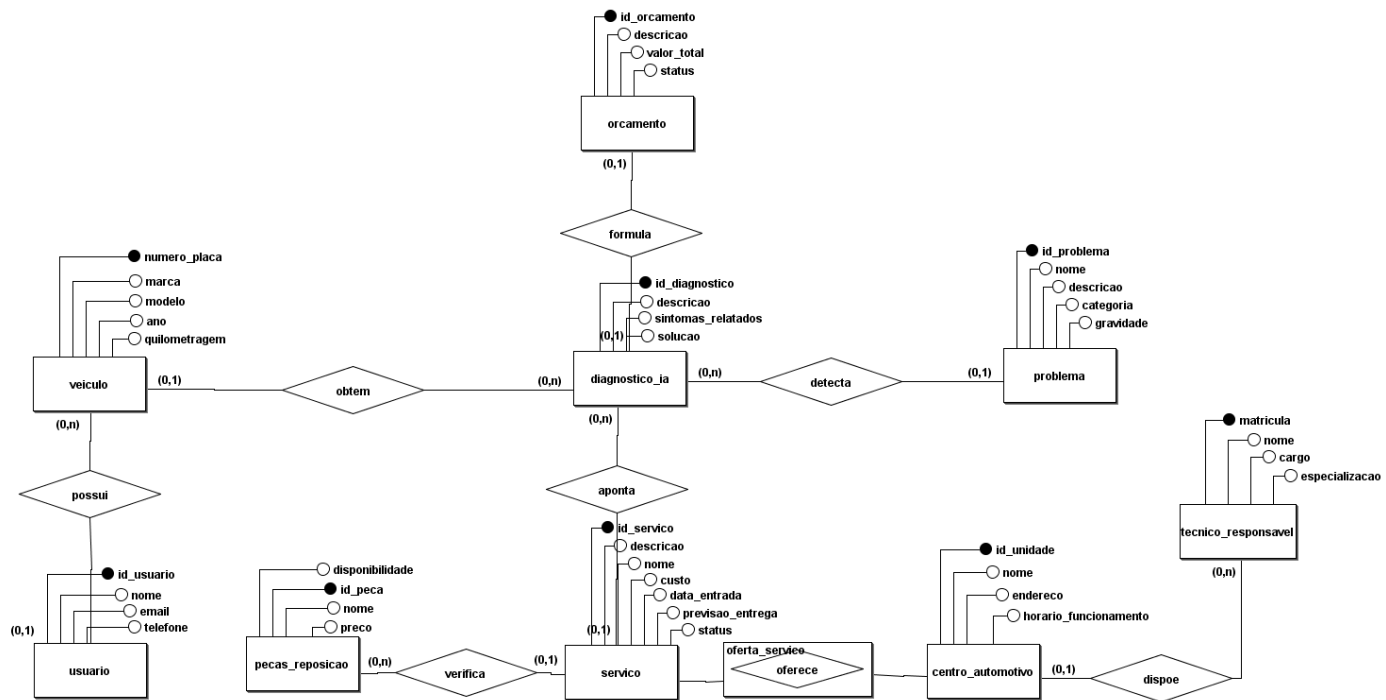 id_orcamento
descricao
valor_total
status
orcamento
(0,1)
formula
numero_placa
marca
modelo
ano
quilometragem
veiculo
(0,1)
obtem
(0,n)
id_diagnostico
descricao
sintomas_relatados
(0,1)
solucao
diagnostico_ia
(0,n)
detecta
(0,1)
id_problema
nome
descricao
categoria
gravidade
problema
(0,n)
(0,n)
possui
aponta
matricula
nome
cargo
especializacao
tecnico_responsavel
(0,n)
id_usuario
nome
email
telefone
(0,1)
usuario
disponibilidade
id_peca
nome
preco
pecas_reposicao
(0,n)
verifica
(0,1)
id_servico
descricao
nome
custo
data_entrada
previsao_entrega
(0,1)
status
servico
oferta_servico
oferece
id_unidade
nome
endereco
horario_funcionamento
centro_automotivo
(0,1)
dispoe